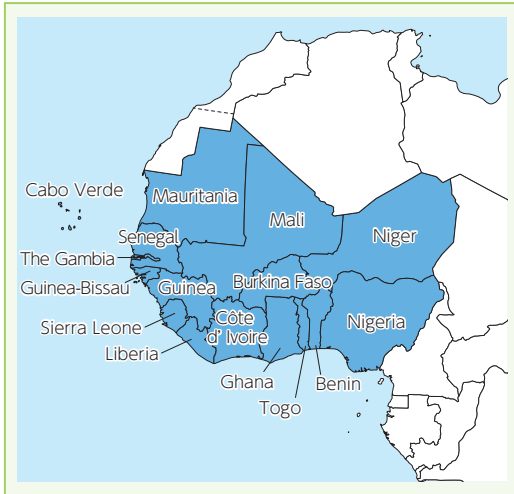 Cabo Verde
Mauritania
Mali
Niger
Senegal
The Gambia
Guinea-Bissau
Guinea
Burkina Faso
Sierra Leone
Liberia
Côte
d' Ivoire
Nigeria
Ghana
Togo
Benin